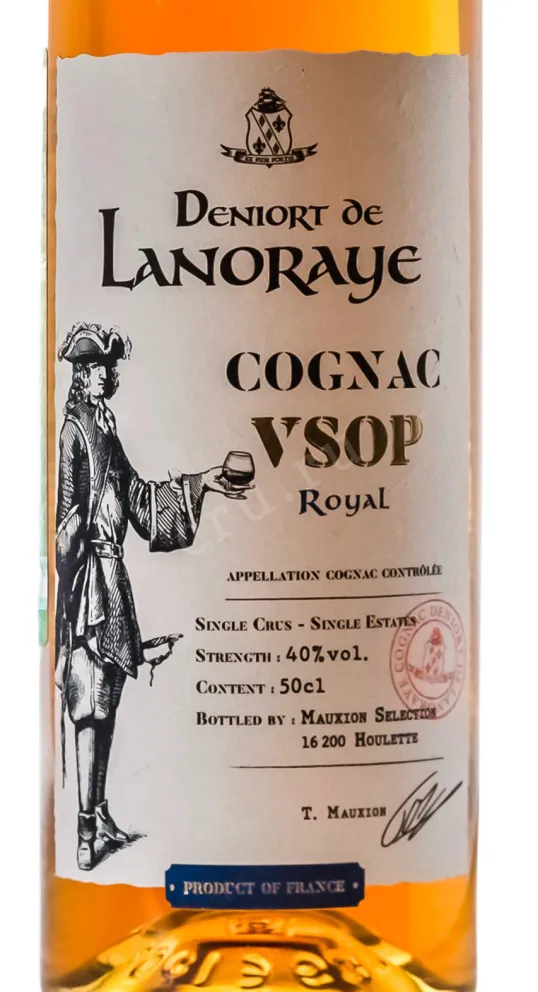 Deniort de
Lanoraye
COGNAC
VSOP
Royal
APPELLATION COGNAC CONTRÔLÉE
Single Crus - Single Estates
Strength : 40%vol.
Content : 50cl
Bottled by : Mauxion Selection
16 200 Houlette
T. Mauxion
• PRODUCT OF FRANCE •